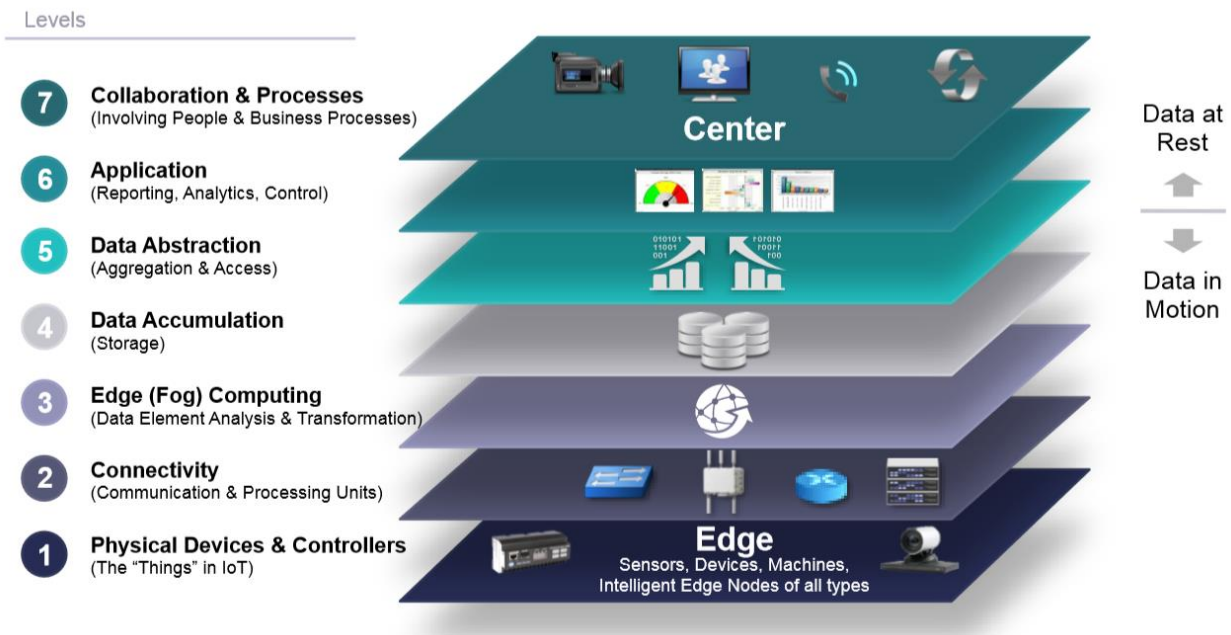 Levels
7
Collaboration & Processes
(Involving People & Business Processes)
6
Application
(Reporting, Analytics, Control)
5
Data Abstraction
(Aggregation & Access)
4
Data Accumulation
(Storage)
3
Edge (Fog) Computing
(Data Element Analysis & Transformation)
2
Connectivity
(Communication & Processing Units)
1
Physical Devices & Controllers
(The “Things” in IoT)
Center
010101
11001
001
Edge
Sensors, Devices, Machines,
Intelligent Edge Nodes of all types
Data at
Rest
Data in
Motion